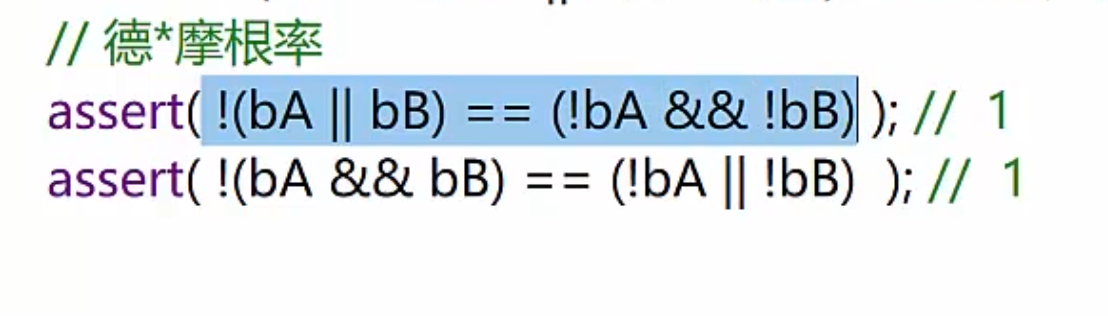 // 德*摩根率
assert( !(bA || bB) == (!bA && !bB) ); // 1
assert( !(bA && bB) == (!bA || !bB)  ); // 1